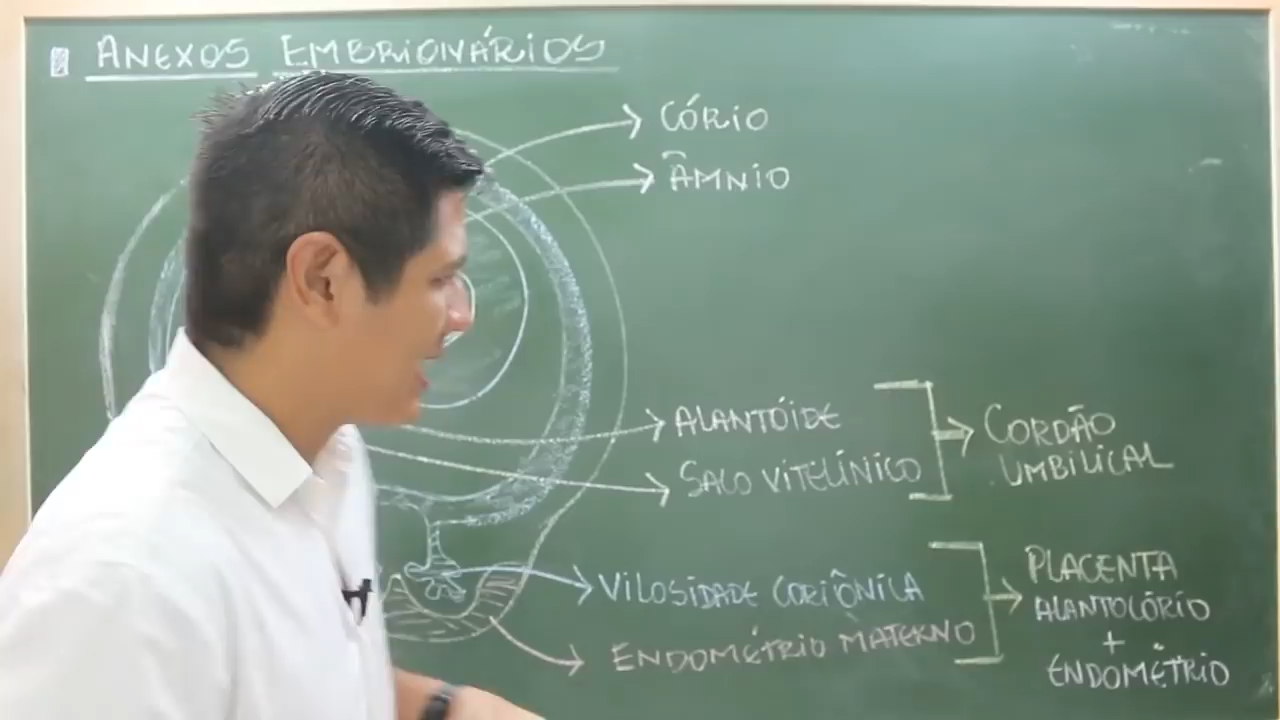 ANEXOS EMBRIONÁRIOS
CÓRIO
ÂMNIO
ALANTÓIDE
SACO VITELÍNICO
CORDÃO
UMBILICAL
VILOSIDADE CORIÔNICA
ENDOMÉTRIO MATERNO
PLACENTA
ALANTOCÓRIO
+
ENDOMÉTRIO